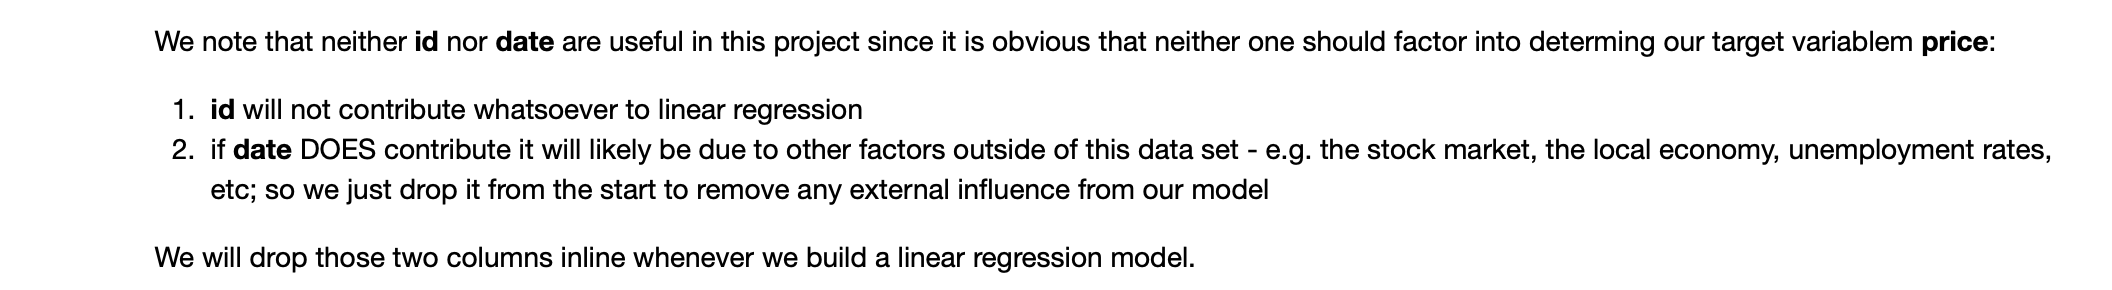 We note that neither id nor date are useful in this project since it is obvious that neither one should factor into determing our target variablem price:
1. id will not contribute whatsoever to linear regression
2. if date DOES contribute it will likely be due to other factors outside of this data set - e.g. the stock market, the local economy, unemployment rates,
etc; so we just drop it from the start to remove any external influence from our model
We will drop those two columns inline whenever we build a linear regression model.